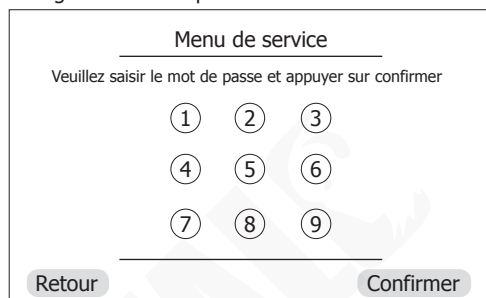 Menu de service
Veuillez saisir le mot de passe et appuyer sur confirmer
1 2 3
4 5 6
7 8 9
Retour Confirmer